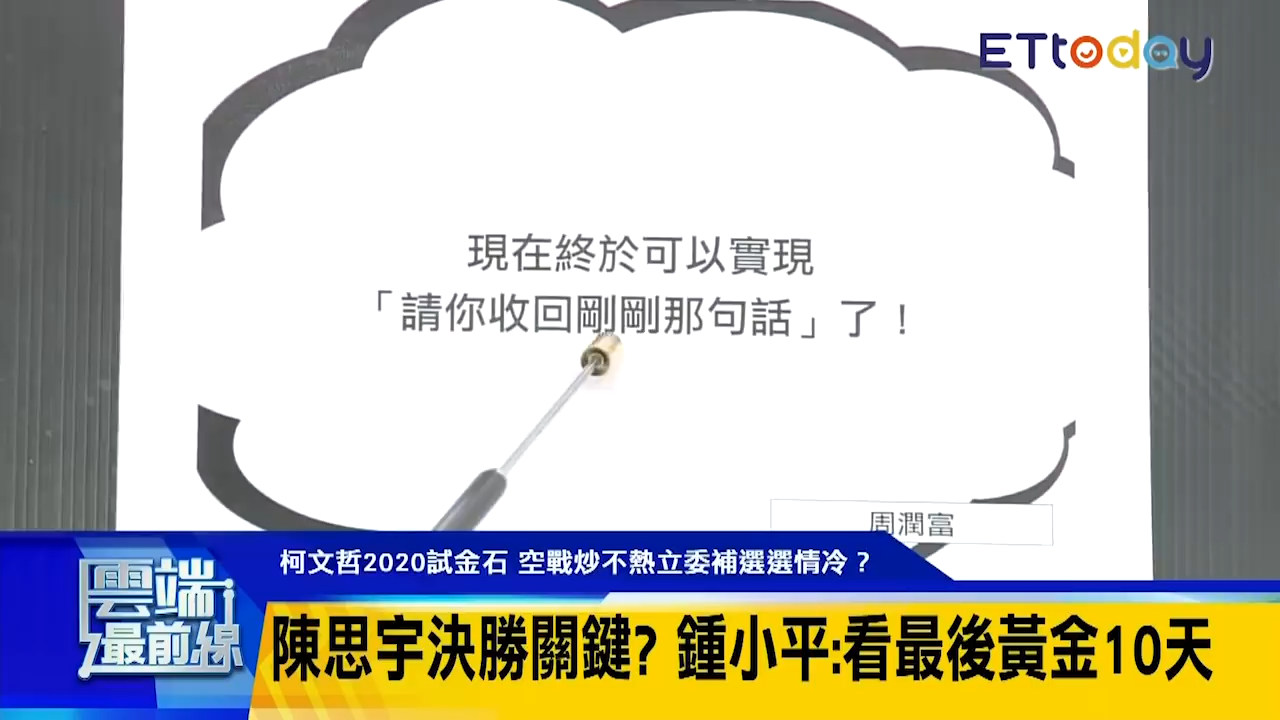 ETtoday
現在終於可以實現
「請你收回剛剛那句話」了！
周潤富
柯文哲2020試金石 空戰炒不熱立委補選選情冷？
雲端
最前線
陳思宇決勝關鍵? 鍾小平:看最後黃金10天